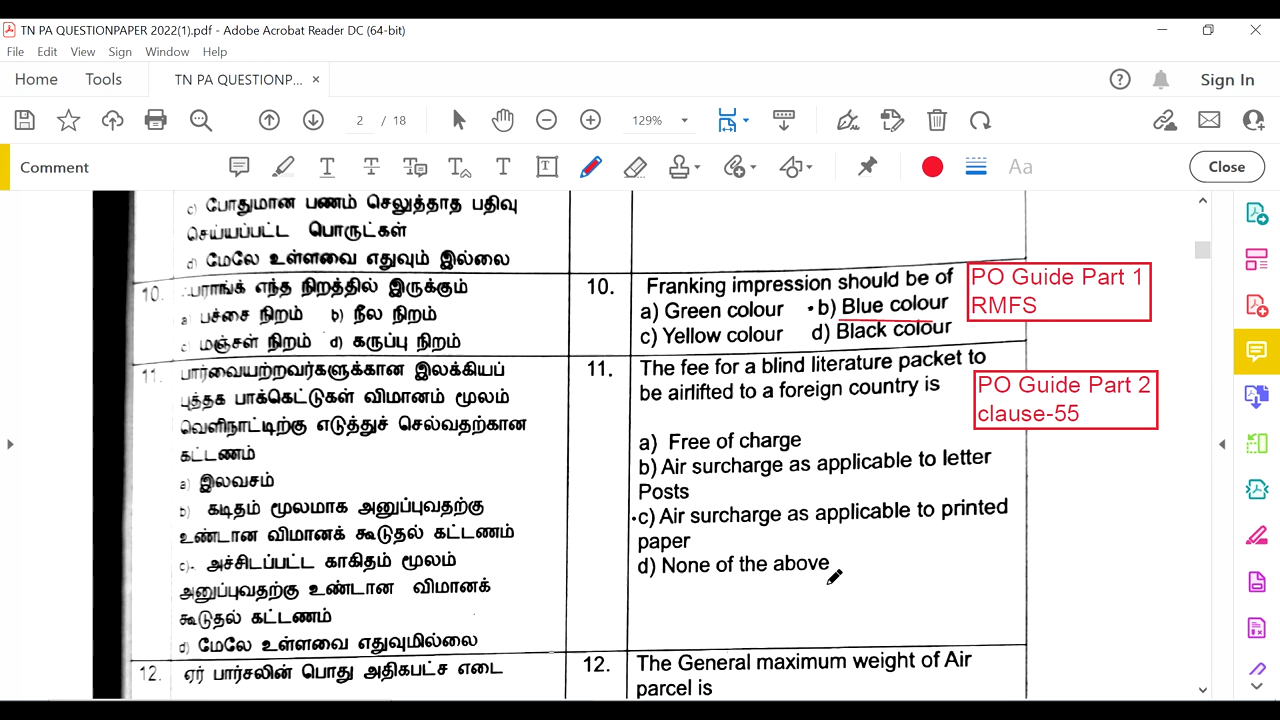 TN PA QUESTIONPAPER 2022(1).pdf - Adobe Acrobat Reader DC (64-bit)
File Edit View Sign Window Help
Home Tools TN PA QUESTIONP... × Sign In
2 / 18 129%
Comment Aa Close
c) போதுமான பணம் செலுத்தாத பதிவு
செய்யப்பட்ட பொருட்கள்
d) மேலே உள்ளவை எதுவும் இல்லை
10. ஃபராங்க் எந்த நிறத்தில் இருக்கும்
a) பச்சை நிறம் b) நீல நிறம்
c) மஞ்சள் நிறம் d) கருப்பு நிறம்
10. Franking impression should be of
a) Green colour b) Blue colour
c) Yellow colour d) Black colour
PO Guide Part 1
RMFS
11. பார்வையற்றவர்களுக்கான இலக்கியப்
புத்தக பாக்கெட்டுகள் விமானம் மூலம்
வெளிநாட்டிற்கு எடுத்துச் செல்வதற்கான
கட்டணம்
a) இலவசம்
b) கடிதம் மூலமாக அனுப்புவதற்கு
உண்டான விமானக் கூடுதல் கட்டணம்
c)- அச்சிடப்பட்ட காகிதம் மூலம்
அனுப்புவதற்கு உண்டான விமானக்
கூடுதல் கட்டணம்
d) மேலே உள்ளவை எதுவுமில்லை
11. The fee for a blind literature packet to
be airlifted to a foreign country is
a) Free of charge
b) Air surcharge as applicable to letter
Posts
c) Air surcharge as applicable to printed
paper
d) None of the above
PO Guide Part 2
clause-55
12. ஏர் பார்சலின் பொது அதிகபட்ச எடை
12. The General maximum weight of Air
parcel is